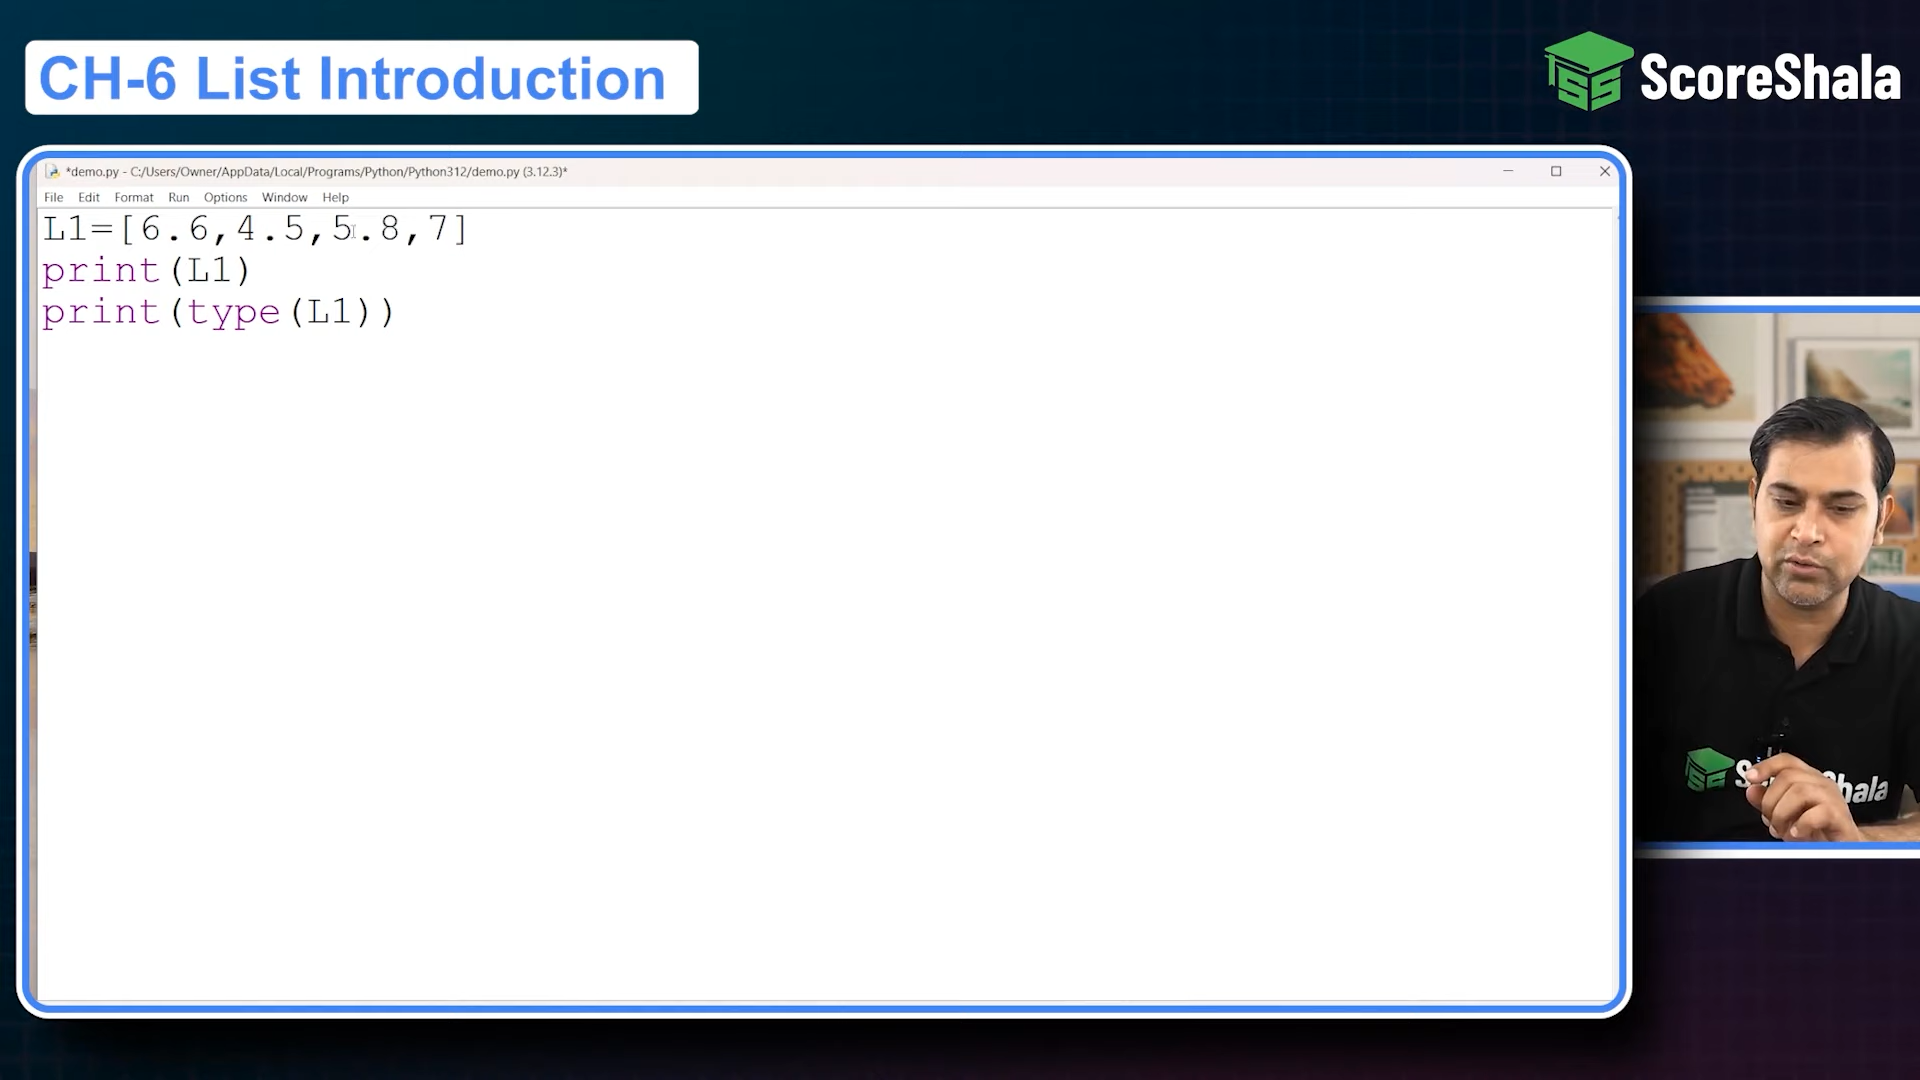 CH-6 List Introduction
ScoreShala
*demo.py - C:/Users/Owner/AppData/Local/Programs/Python/Python312/demo.py (3.12.3)*
File Edit Format Run Options Window Help
L1=[6.6,4.5,5.8,7]
print(L1)
print(type(L1))